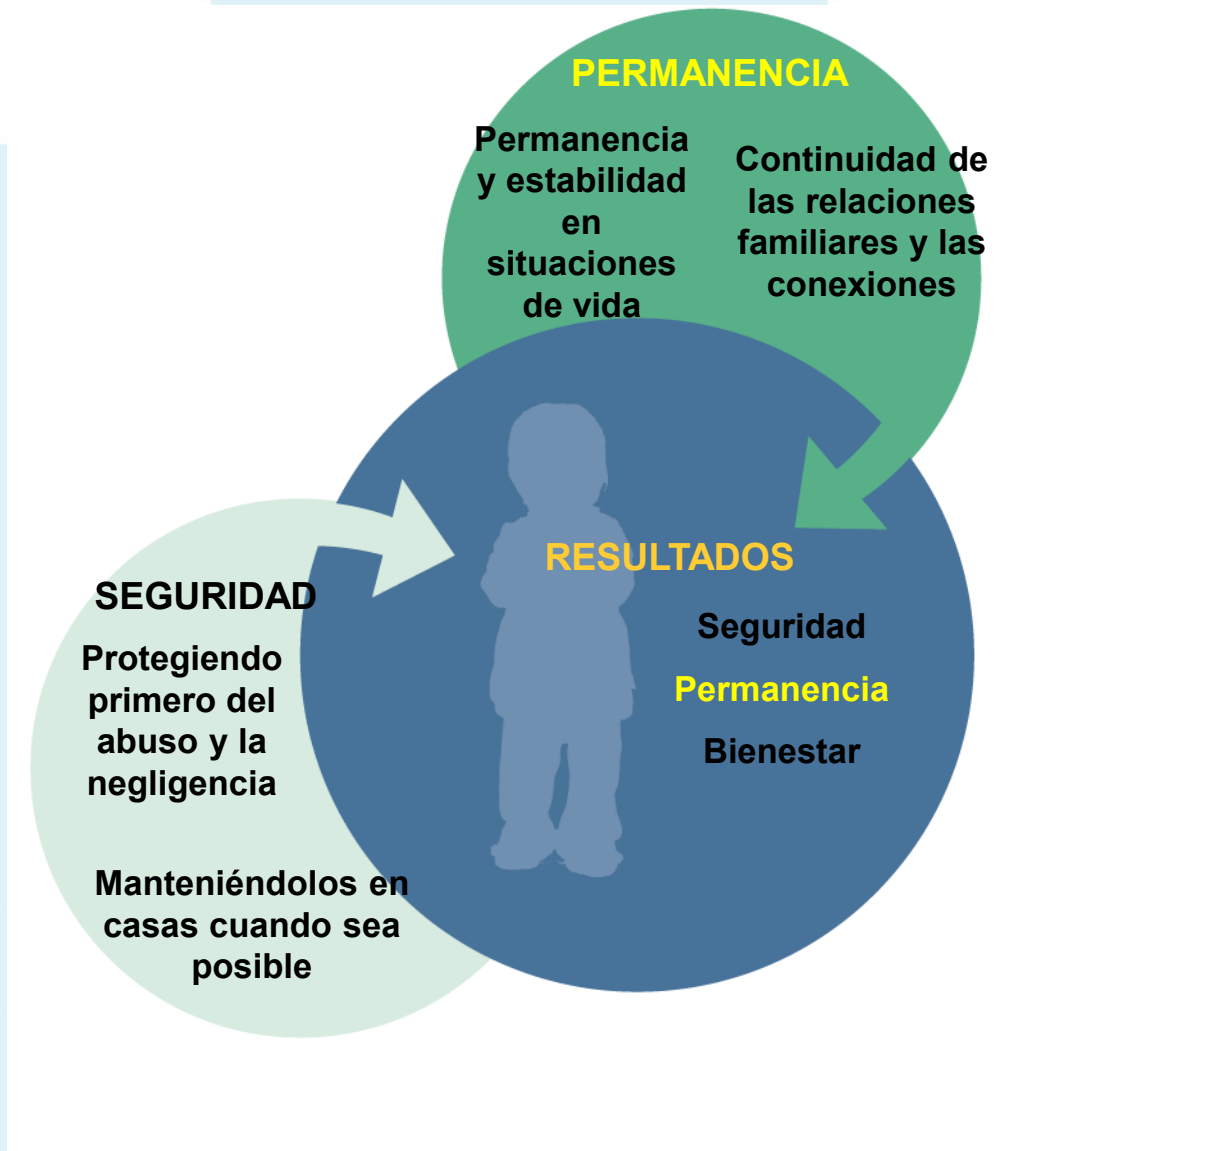 PERMANENCIA
Permanencia
y estabilidad
en
situaciones
de vida
Continuidad de
las relaciones
familiares y las
conexiones
SEGURIDAD
Protegiendo
primero del
abuso y la
negligencia
Manteniéndolos en
casas cuando sea
posible
RESULTADOS
Seguridad
Permanencia
Bienestar